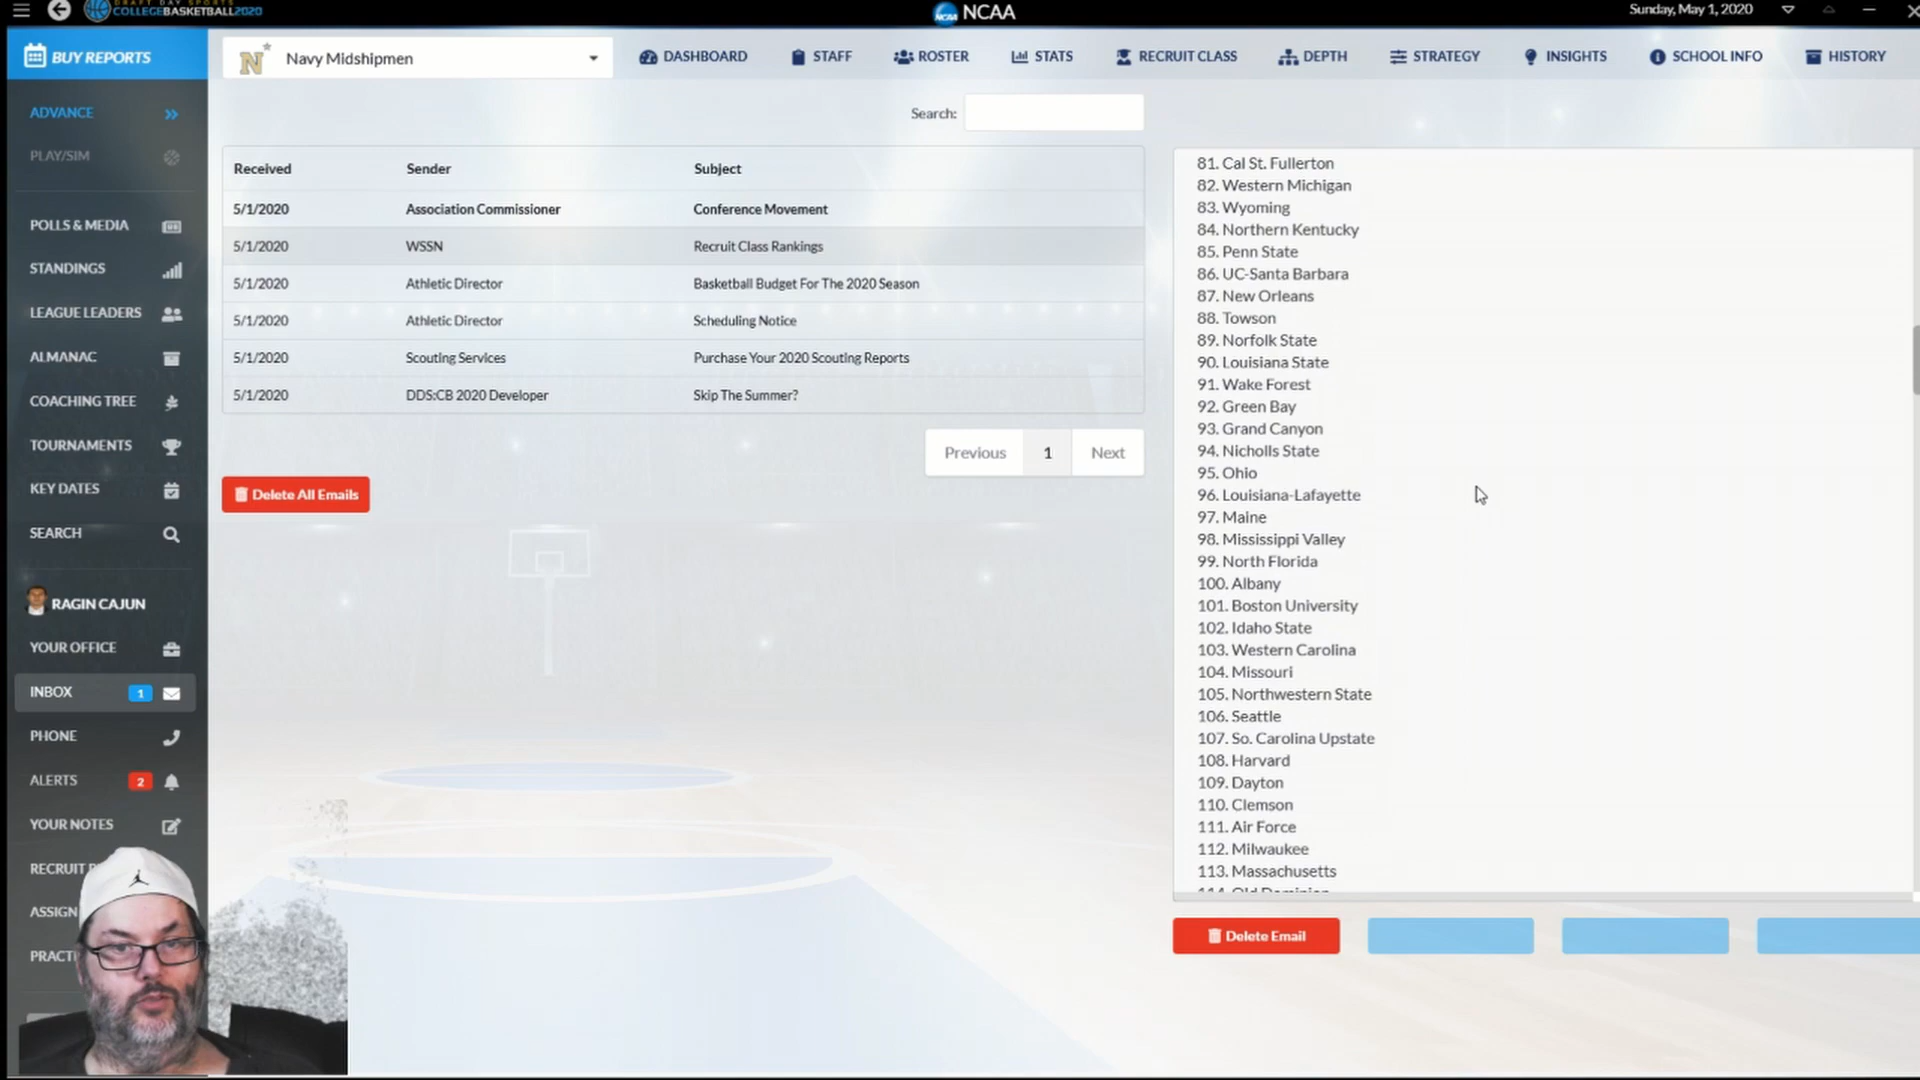 DRAFT DAY SPORTS
COLLEGEBASKETBALL2020
NCAA
Sunday, May 1, 2020
BUY REPORTS
Navy Midshipmen
DASHBOARD
STAFF
ROSTER
STATS
RECRUIT CLASS
DEPTH
STRATEGY
INSIGHTS
SCHOOL INFO
HISTORY
ADVANCE
PLAY/SIM
POLLS & MEDIA
STANDINGS
LEAGUE LEADERS
ALMANAC
COACHING TREE
TOURNAMENTS
KEY DATES
SEARCH
RAGIN CAJUN
YOUR OFFICE
INBOX 1
PHONE
ALERTS 2
YOUR NOTES
RECRUIT
ASSIGN
PRACT
Search:
Received Sender Subject
5/1/2020 Association Commissioner Conference Movement
5/1/2020 WSSN Recruit Class Rankings
5/1/2020 Athletic Director Basketball Budget For The 2020 Season
5/1/2020 Athletic Director Scheduling Notice
5/1/2020 Scouting Services Purchase Your 2020 Scouting Reports
5/1/2020 DDS:CB 2020 Developer Skip The Summer?
Previous 1 Next
Delete All Emails
81. Cal St. Fullerton
82. Western Michigan
83. Wyoming
84. Northern Kentucky
85. Penn State
86. UC-Santa Barbara
87. New Orleans
88. Towson
89. Norfolk State
90. Louisiana State
91. Wake Forest
92. Green Bay
93. Grand Canyon
94. Nicholls State
95. Ohio
96. Louisiana-Lafayette
97. Maine
98. Mississippi Valley
99. North Florida
100. Albany
101. Boston University
102. Idaho State
103. Western Carolina
104. Missouri
105. Northwestern State
106. Seattle
107. So. Carolina Upstate
108. Harvard
109. Dayton
110. Clemson
111. Air Force
112. Milwaukee
113. Massachusetts
114. Old Dominion
Delete Email